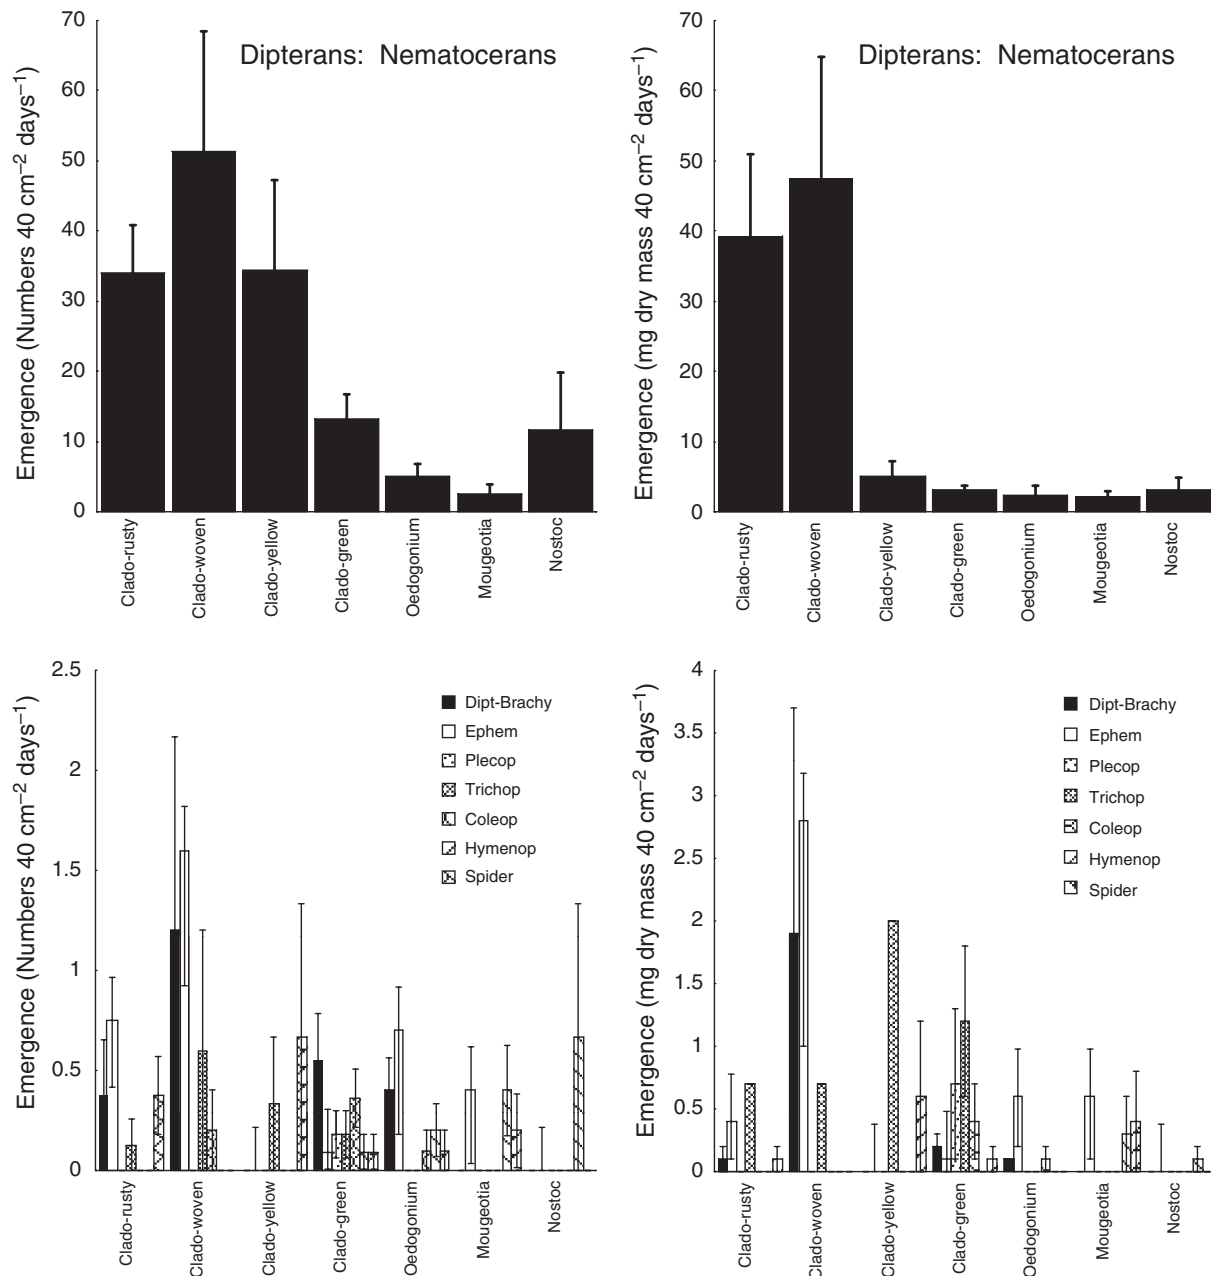 Dipterans: Nematocerans
Emergence (Numbers 40 cm⁻² days⁻¹)
70
60
50
40
30
20
10
0
Clado-rusty
Clado-woven
Clado-yellow
Clado-green
Oedogonium
Mougeotia
Nostoc
Dipterans: Nematocerans
Emergence (mg dry mass 40 cm⁻² days⁻¹)
70
60
50
40
30
20
10
0
Clado-rusty
Clado-woven
Clado-yellow
Clado-green
Oedogonium
Mougeotia
Nostoc
Emergence (Numbers 40 cm⁻² days⁻¹)
2.5
2
1.5
1
0.5
0
Dipt-Brachy
Ephem
Plecop
Trichop
Coleop
Hymenop
Spider
Clado-rusty
Clado-woven
Clado-yellow
Clado-green
Oedogonium
Mougeotia
Nostoc
Emergence (mg dry mass 40 cm⁻² days⁻¹)
4
3.5
3
2.5
2
1.5
1
0.5
0
Dipt-Brachy
Ephem
Plecop
Trichop
Coleop
Hymenop
Spider
Clado-rusty
Clado-woven
Clado-yellow
Clado-green
Oedogonium
Mougeotia
Nostoc